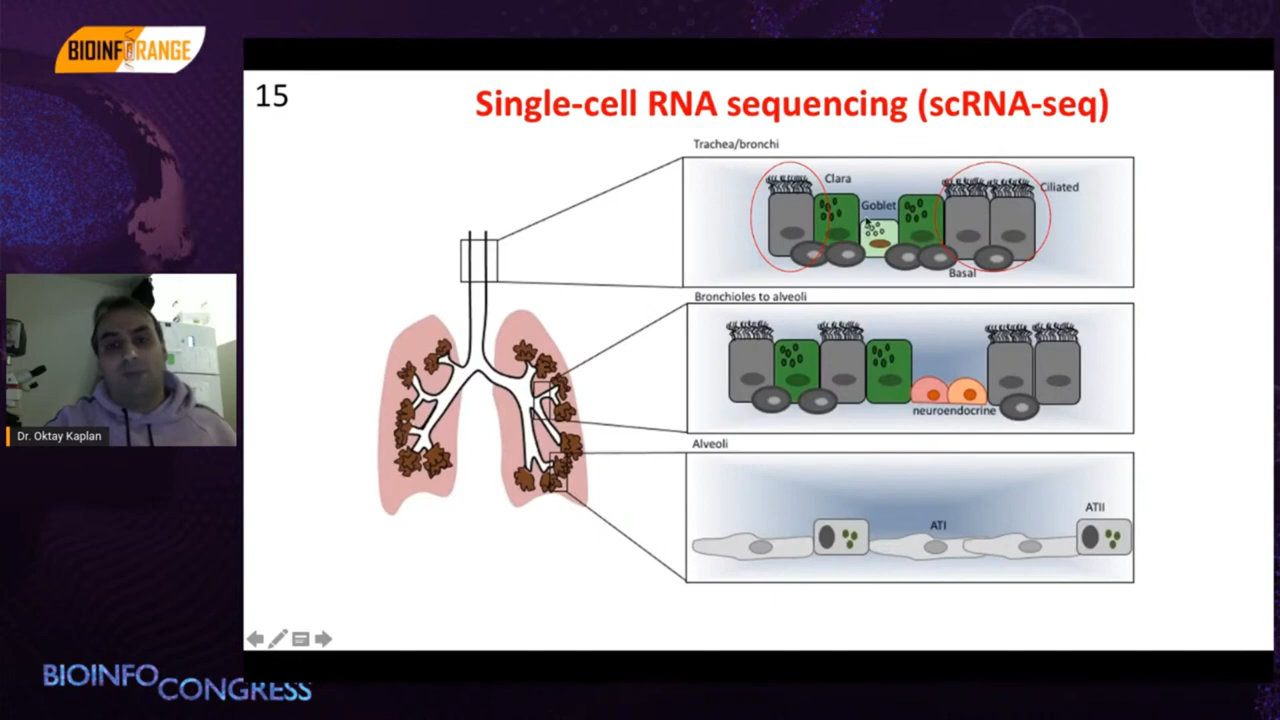 BIOINFORANGE
15
Single-cell RNA sequencing (scRNA-seq)
Trachea/bronchi
Clara
Goblet
Ciliated
Basal
Bronchioles to alveoli
neuroendocrine
Alveoli
ATI
ATII
Dr. Oktay Kaplan
BIOINFO
CONGRESS